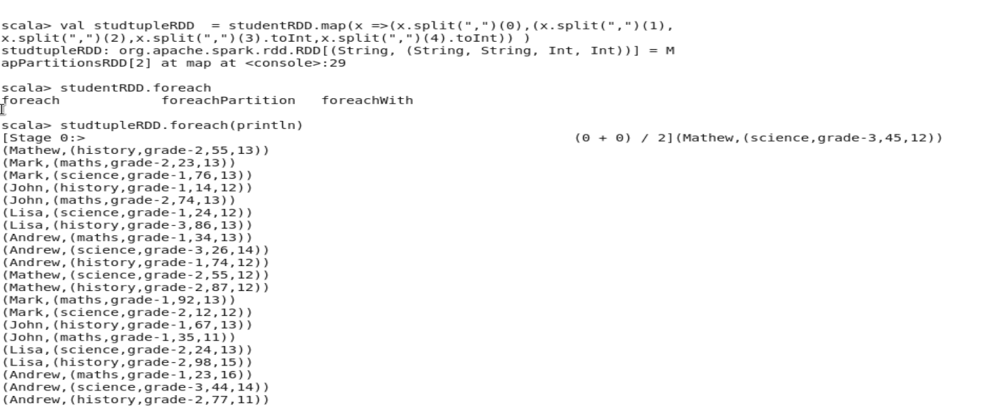 scala> val studtupleRDD  = studentRDD.map(x =>(x.split(",")(0),(x.split(",")(1),
x.split(",")(2),x.split(",")(3).toInt,x.split(",")(4).toInt)) )
studtupleRDD: org.apache.spark.rdd.RDD[(String, (String, String, Int, Int))] = M
apPartitionsRDD[2] at map at <console>:29
scala> studentRDD.foreach
foreach            foreachPartition   foreachWith
scala> studtupleRDD.foreach(println)
[Stage 0:>                                                          (0 + 0) / 2](Mathew,(science,grade-3,45,12))
(Mathew,(history,grade-2,55,13))
(Mark,(maths,grade-2,23,13))
(Mark,(science,grade-1,76,13))
(John,(history,grade-1,14,12))
(John,(maths,grade-2,74,13))
(Lisa,(science,grade-1,24,12))
(Lisa,(history,grade-3,86,13))
(Andrew,(maths,grade-1,34,13))
(Andrew,(science,grade-3,26,14))
(Andrew,(history,grade-1,74,12))
(Mathew,(science,grade-2,55,12))
(Mathew,(history,grade-2,87,12))
(Mark,(maths,grade-1,92,13))
(Mark,(science,grade-2,12,12))
(John,(history,grade-1,67,13))
(John,(maths,grade-1,35,11))
(Lisa,(science,grade-2,24,13))
(Lisa,(history,grade-2,98,15))
(Andrew,(maths,grade-1,23,16))
(Andrew,(science,grade-3,44,14))
(Andrew,(history,grade-2,77,11))